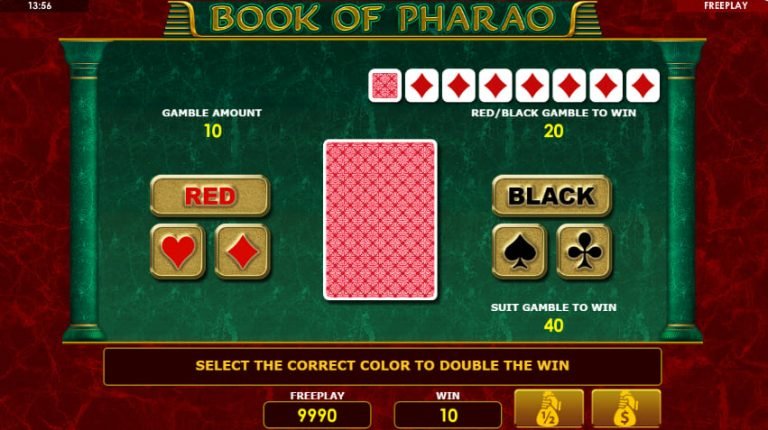 13:56
BOOK OF PHARAO
FREEPLAY
GAMBLE AMOUNT
10
RED/BLACK GAMBLE TO WIN
20
RED
BLACK
SUIT GAMBLE TO WIN
40
SELECT THE CORRECT COLOR TO DOUBLE THE WIN
FREEPLAY
9990
WIN
10
½
$